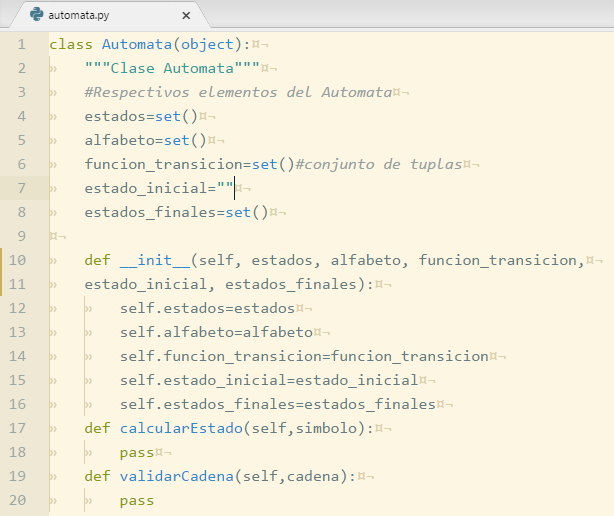 automata.py ×
1 class Automata(object):¤¬
2 » """Clase Automata"""¤¬
3 » #Respectivos elementos del Automata¤¬
4 » estados=set()¤¬
5 » alfabeto=set()¤¬
6 » funcion_transicion=set()#conjunto de tuplas¤¬
7 » estado_inicial=""¤¬
8 » estados_finales=set()¤¬
9 ¤¬
10 » def __init__(self, estados, alfabeto, funcion_transicion,¤¬
11 » estado_inicial, estados_finales):¤¬
12 » » self.estados=estados¤¬
13 » » self.alfabeto=alfabeto¤¬
14 » » self.funcion_transicion=funcion_transicion¤¬
15 » » self.estado_inicial=estado_inicial¤¬
16 » » self.estados_finales=estados_finales¤¬
17 » def calcularEstado(self,simbolo):¤¬
18 » » pass¤¬
19 » def validarCadena(self,cadena):¤¬
20 » » pass